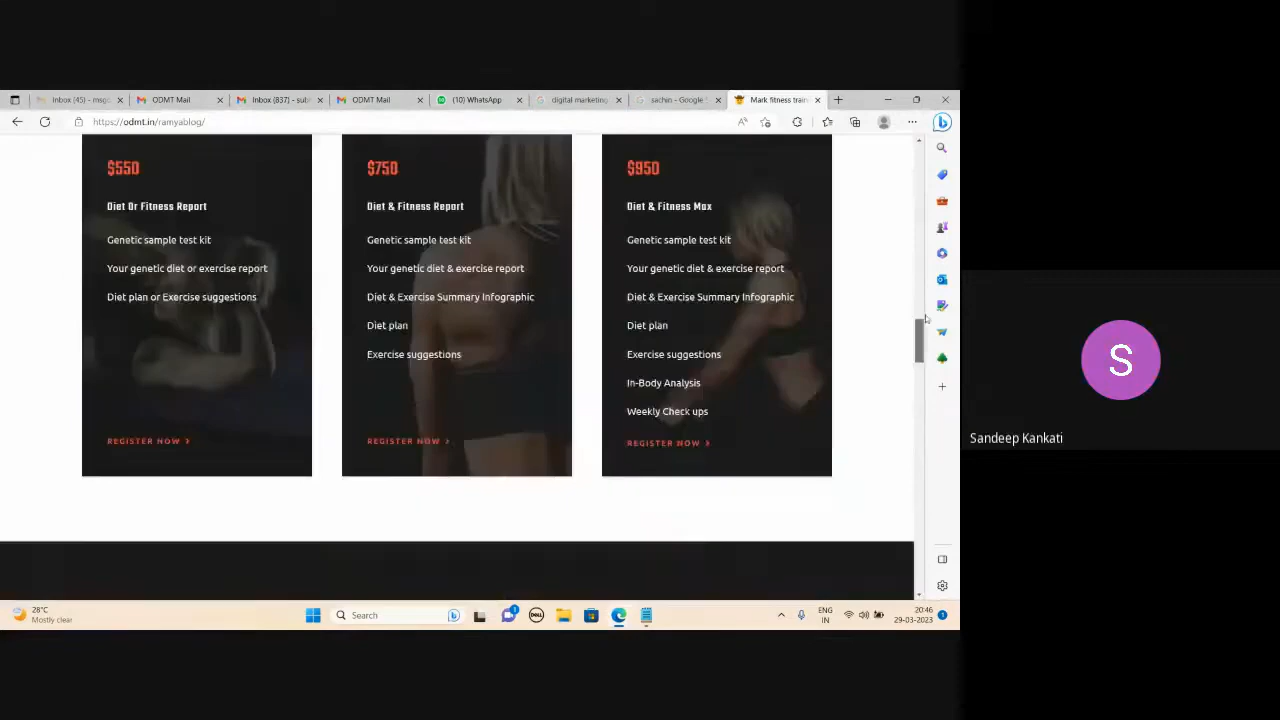 Inbox (45) - msg
ODMT Mail
Inbox (837) - sub
ODMT Mail
(10) WhatsApp
digital marketing
sachin - Google
Mark fitness train
https://odmt.in/ramyablog/
$550
Diet Or Fitness Report
Genetic sample test kit
Your genetic diet or exercise report
Diet plan or Exercise suggestions
REGISTER NOW >
$750
Diet & Fitness Report
Genetic sample test kit
Your genetic diet & exercise report
Diet & Exercise Summary Infographic
Diet plan
Exercise suggestions
REGISTER NOW >
$950
Diet & Fitness Max
Genetic sample test kit
Your genetic diet & exercise report
Diet & Exercise Summary Infographic
Diet plan
Exercise suggestions
In-Body Analysis
Weekly Check ups
REGISTER NOW >
S
Sandeep Kankati
28°C
Mostly clear
Search
DELL
ENG
IN
20:46
29-03-2023